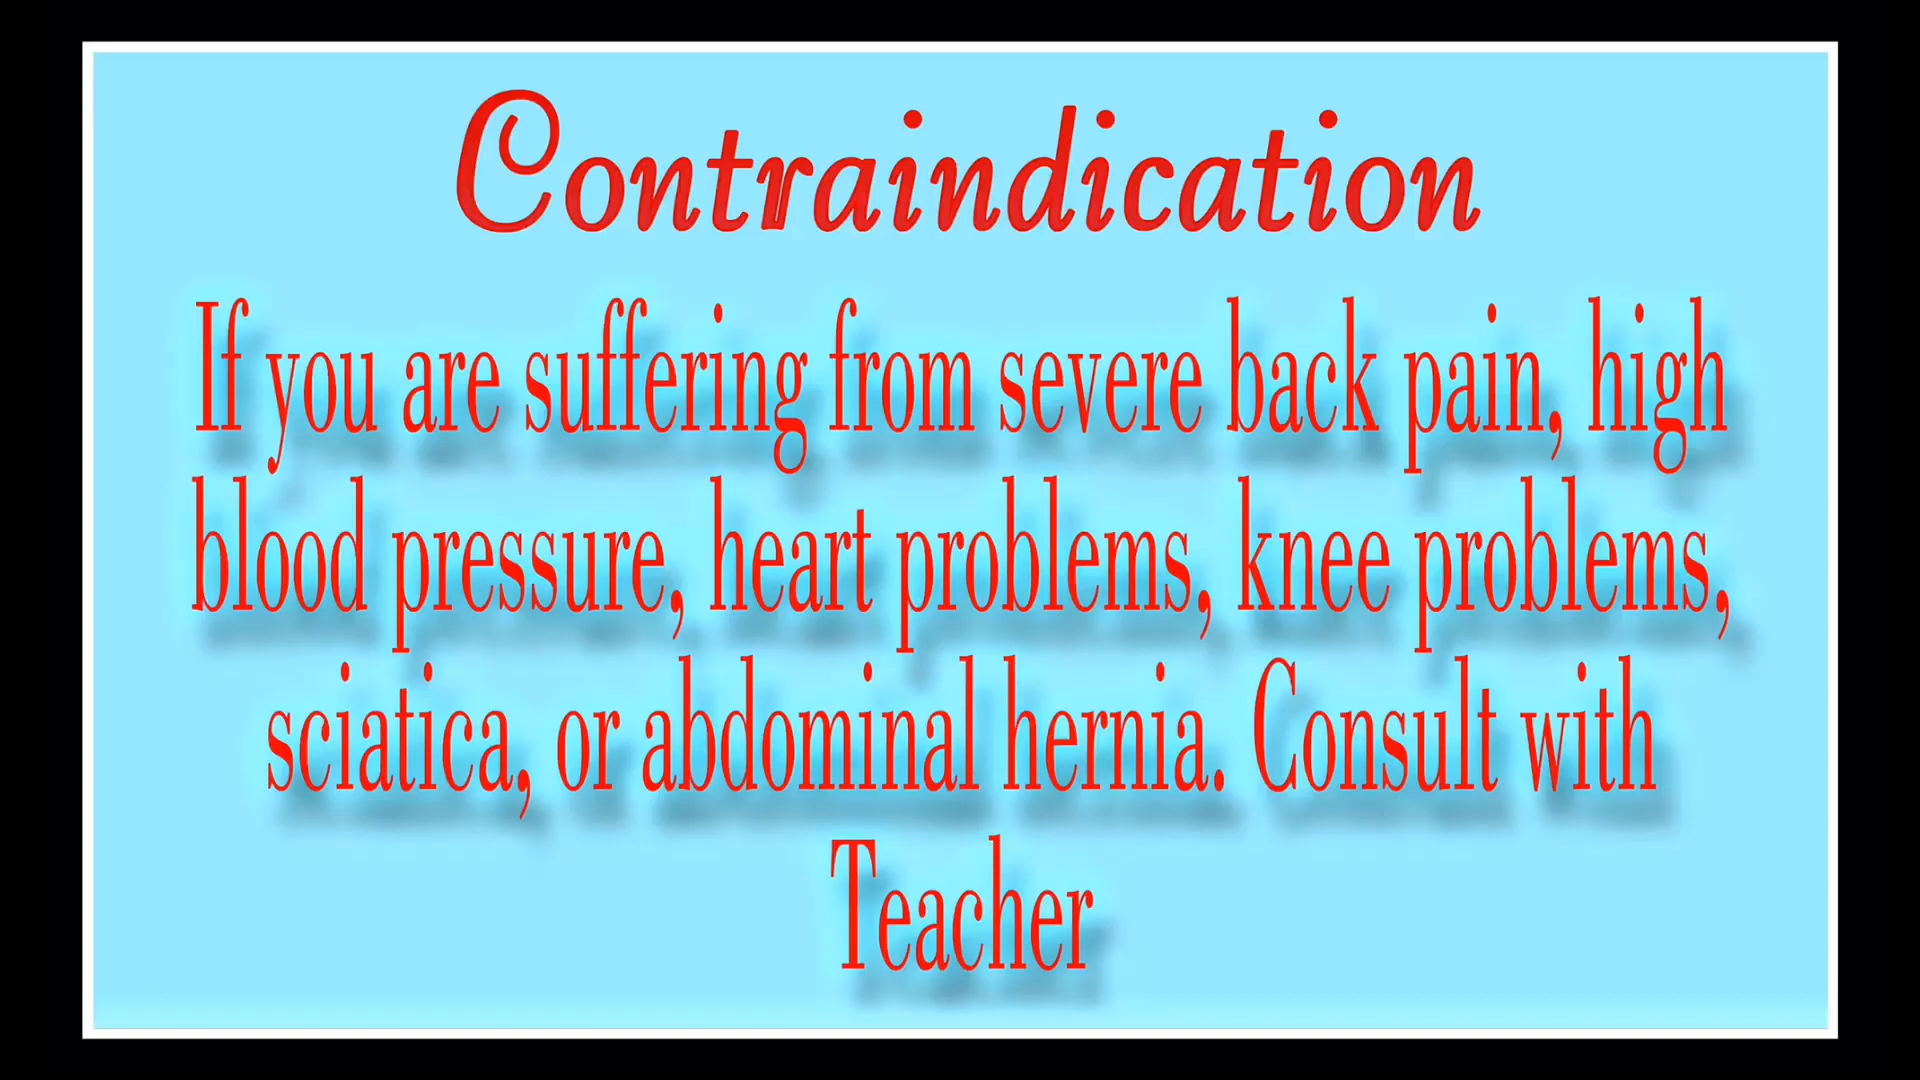 Contraindication
If you are suffering from severe back pain, high
blood pressure, heart problems, knee problems,
sciatica, or abdominal hernia. Consult with
Teacher